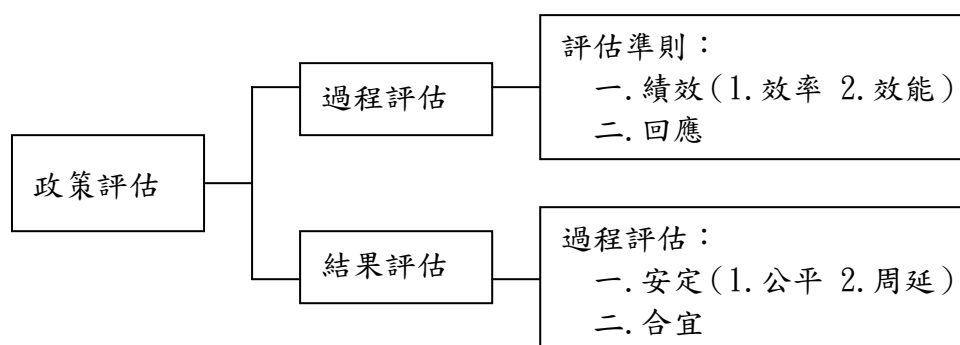 政策評估
過程評估
評估準則：
一.績效(1.效率 2.效能)
二.回應
結果評估
過程評估：
一.安定(1.公平 2.周延)
二.合宜